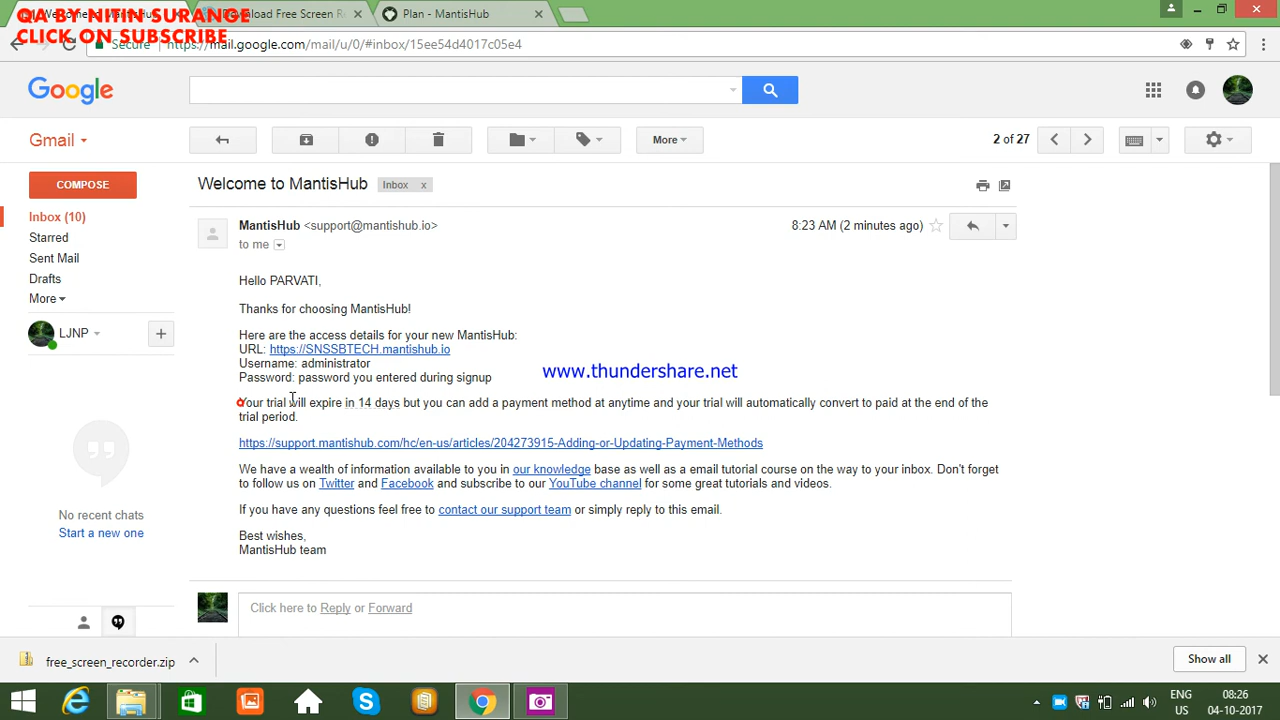 QA BY NITIN SURANGE
CLICK ON SUBSCRIBE
Download Free Screen Re
Plan - MantisHub
Secure
https://mail.google.com/mail/u/0/#inbox/15ee54d4017c05e4
Google
Gmail
More
2 of 27
COMPOSE
Welcome to MantisHub
Inbox x
Inbox (10)
Starred
Sent Mail
Drafts
More
LJNP
MantisHub <support@mantishub.io>
8:23 AM (2 minutes ago)
to me
Hello PARVATI,
Thanks for choosing MantisHub!
Here are the access details for your new MantisHub:
URL: https://SNSSBTECH.mantishub.io
Username: administrator
Password: password you entered during signup
www.thundershare.net
Your trial will expire in 14 days but you can add a payment method at anytime and your trial will automatically convert to paid at the end of the
trial period.
https://support.mantishub.com/hc/en-us/articles/204273915-Adding-or-Updating-Payment-Methods
We have a wealth of information available to you in our knowledge base as well as a email tutorial course on the way to your inbox. Don't forget
to follow us on Twitter and Facebook and subscribe to our YouTube channel for some great tutorials and videos.
If you have any questions feel free to contact our support team or simply reply to this email.
Best wishes,
MantisHub team
No recent chats
Start a new one
Click here to Reply or Forward
free_screen_recorder.zip
Show all
ENG
US
08:26
04-10-2017